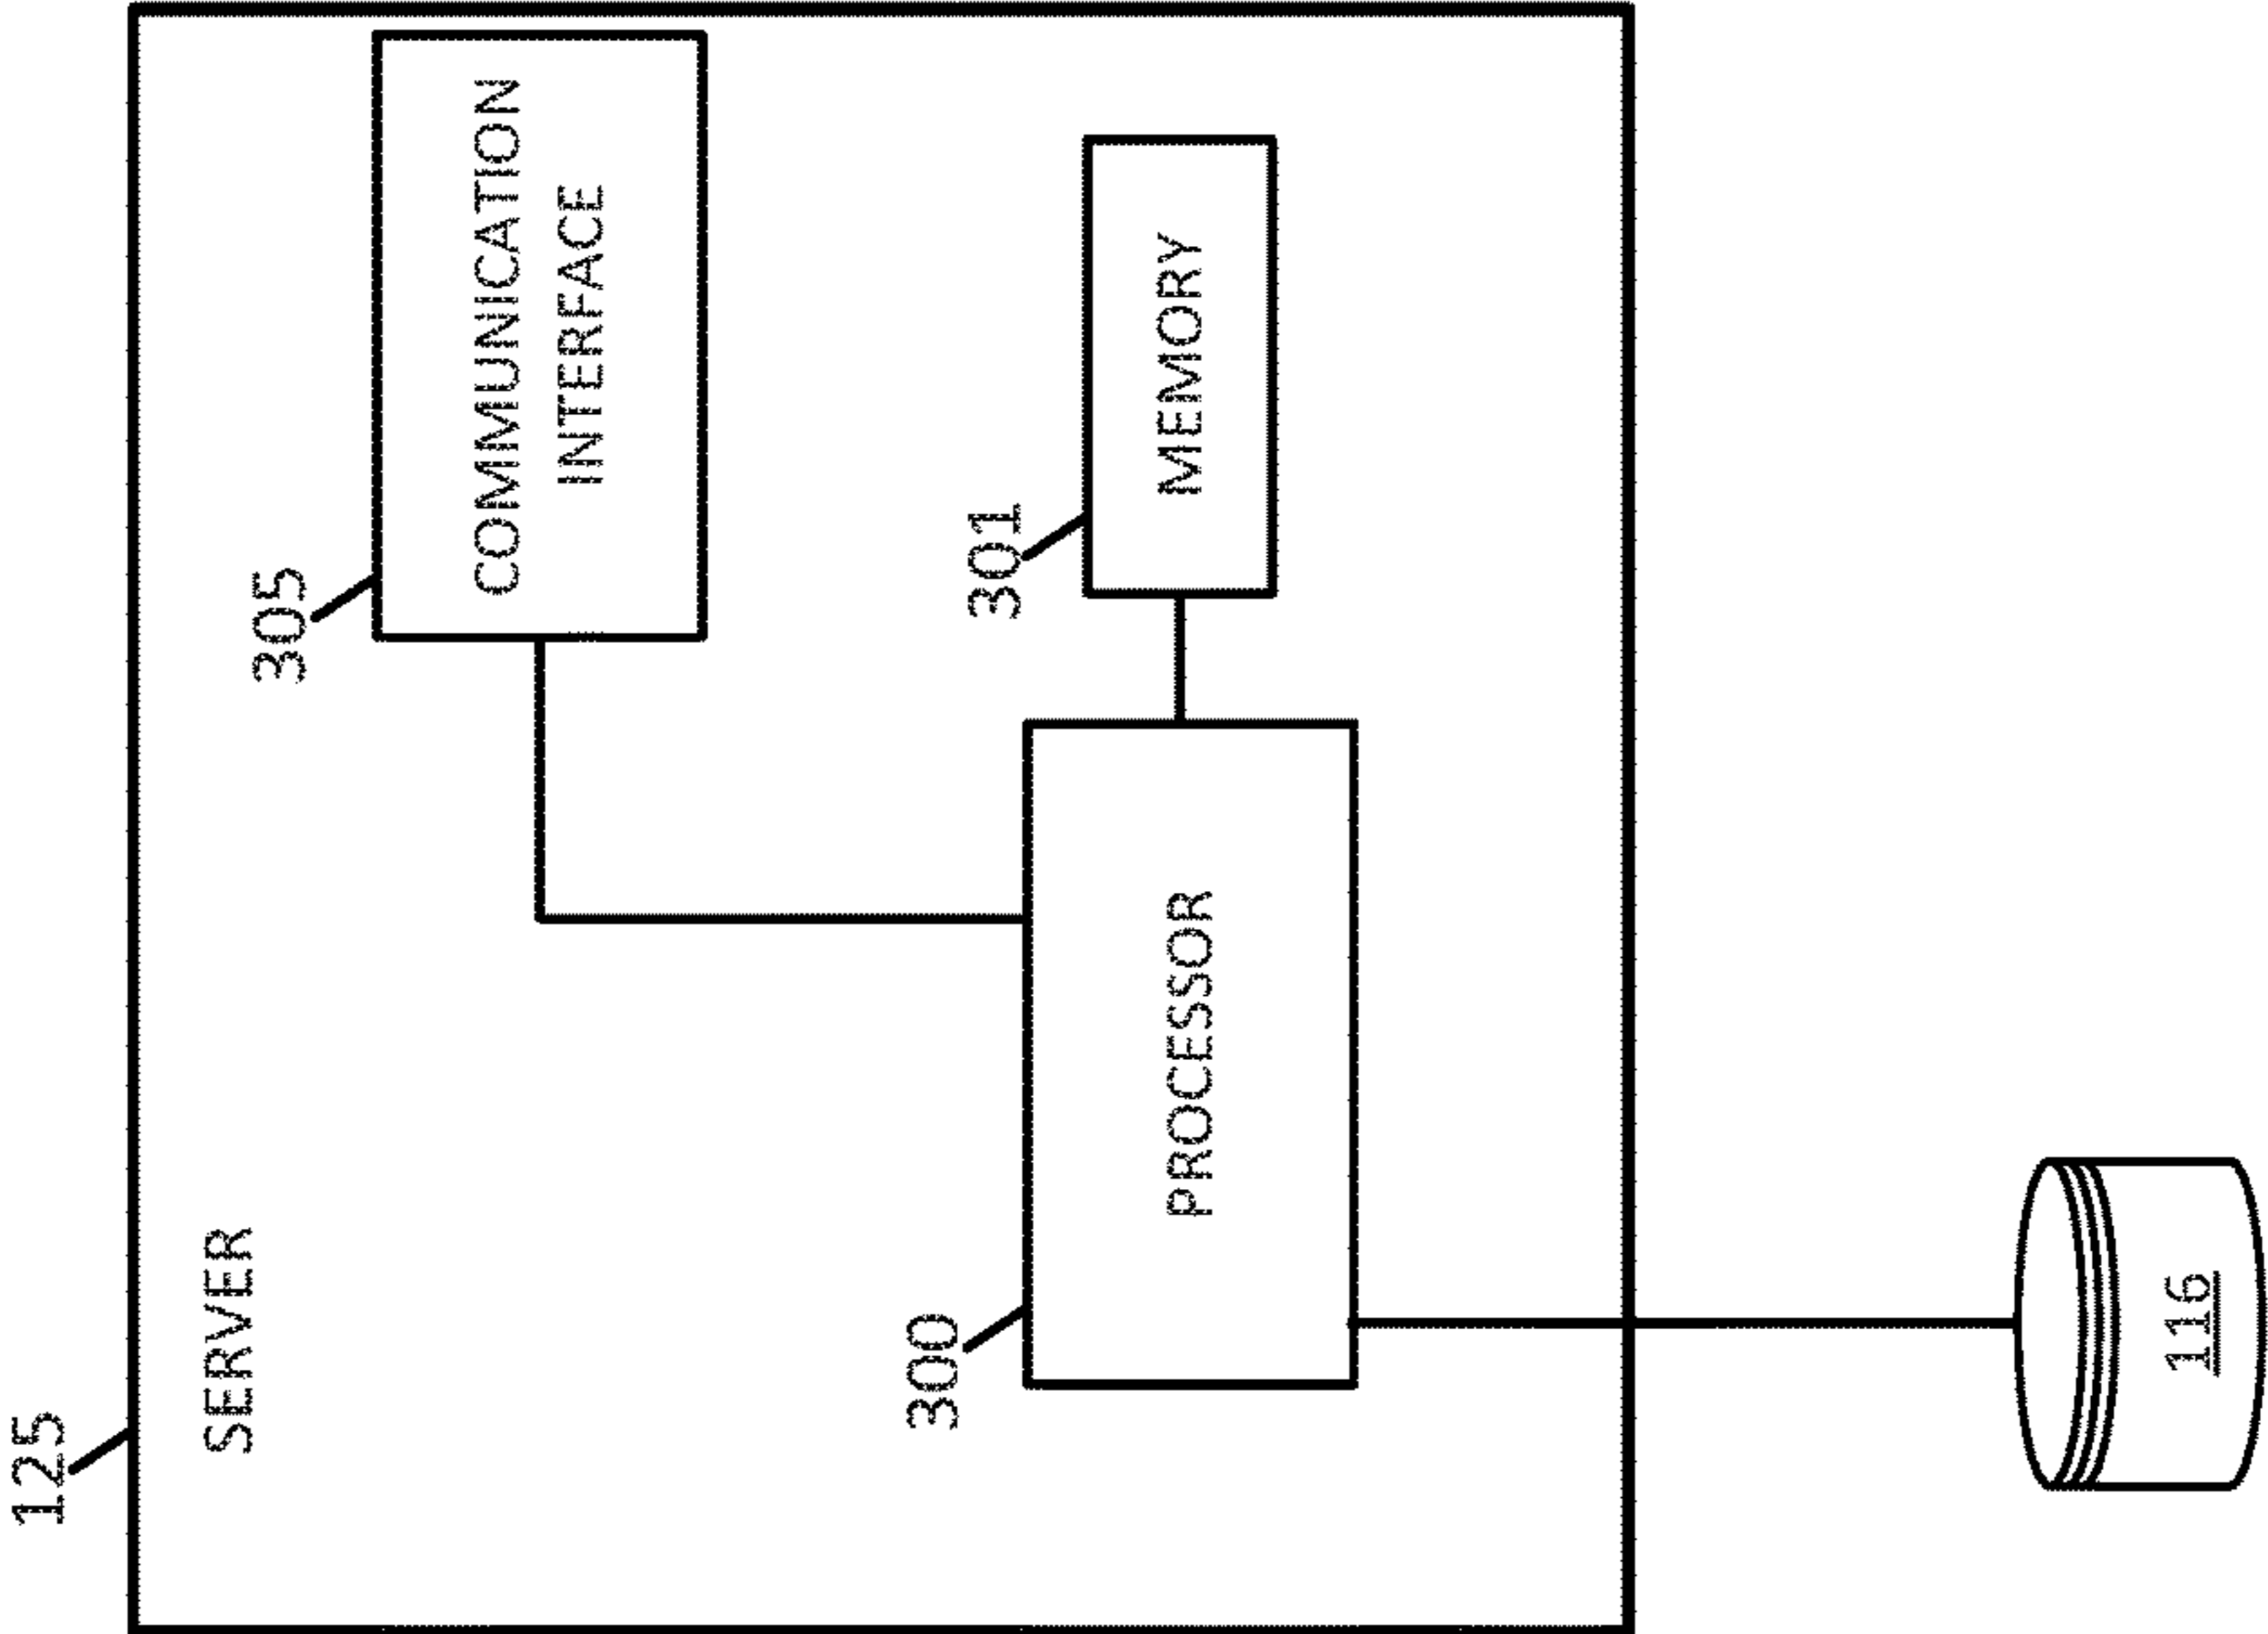 125
SERVER
305
COMMUNICATION
INTERFACE
300
PROCESSOR
301
MEMORY
116